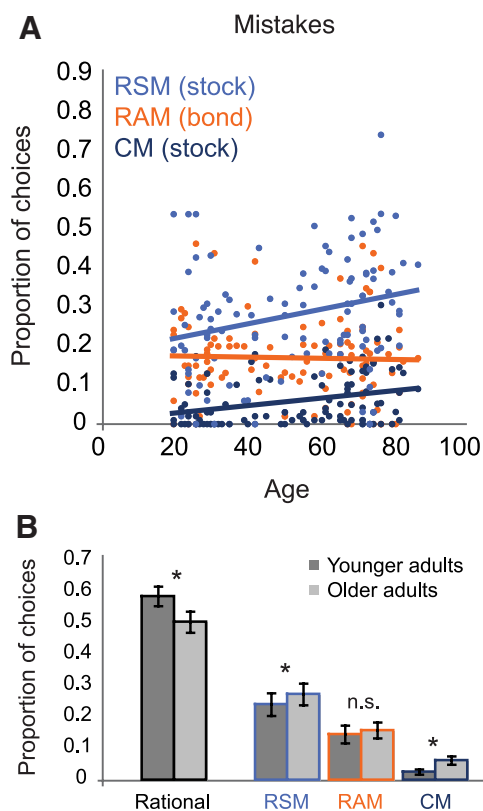 A
Mistakes
0.9
0.8
0.7
0.6
0.5
0.4
0.3
0.2
0.1
0
Proportion of choices
RSM (stock)
RAM (bond)
CM (stock)
0 20 40 60 80 100
Age
B
0.7
0.6
0.5
0.4
0.3
0.2
0.1
0
Proportion of choices
Younger adults
Older adults
*
*
n.s.
*
Rational RSM RAM CM